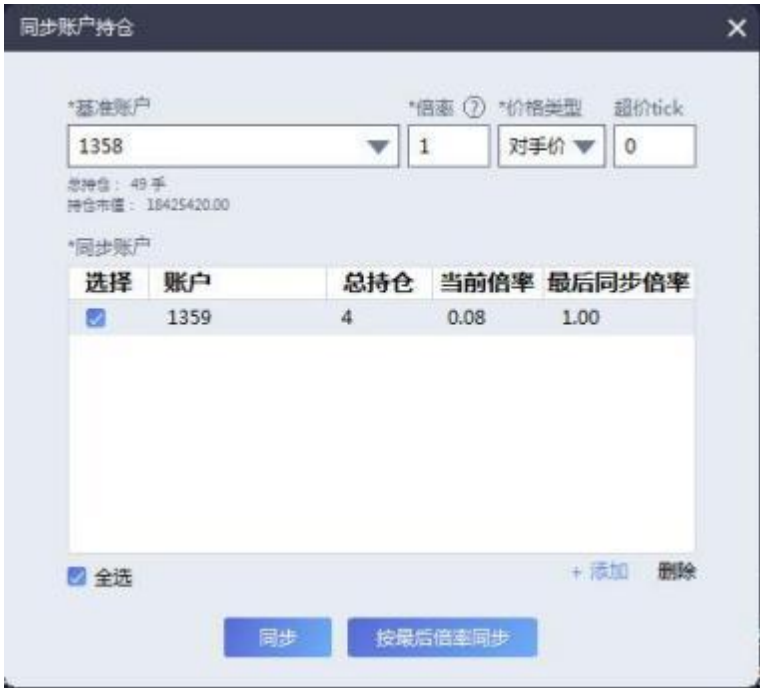 同步账户持仓
*基准账户 *倍率 ? *价格类型 超价tick
1358 1 对手价 0
总持仓： 49 手
持仓市值： 18425420.00
*同步账户
选择 账户 总持仓 当前倍率 最后同步倍率
1359 4 0.08 1.00
全选 + 添加 删除
同步 按最后倍率同步